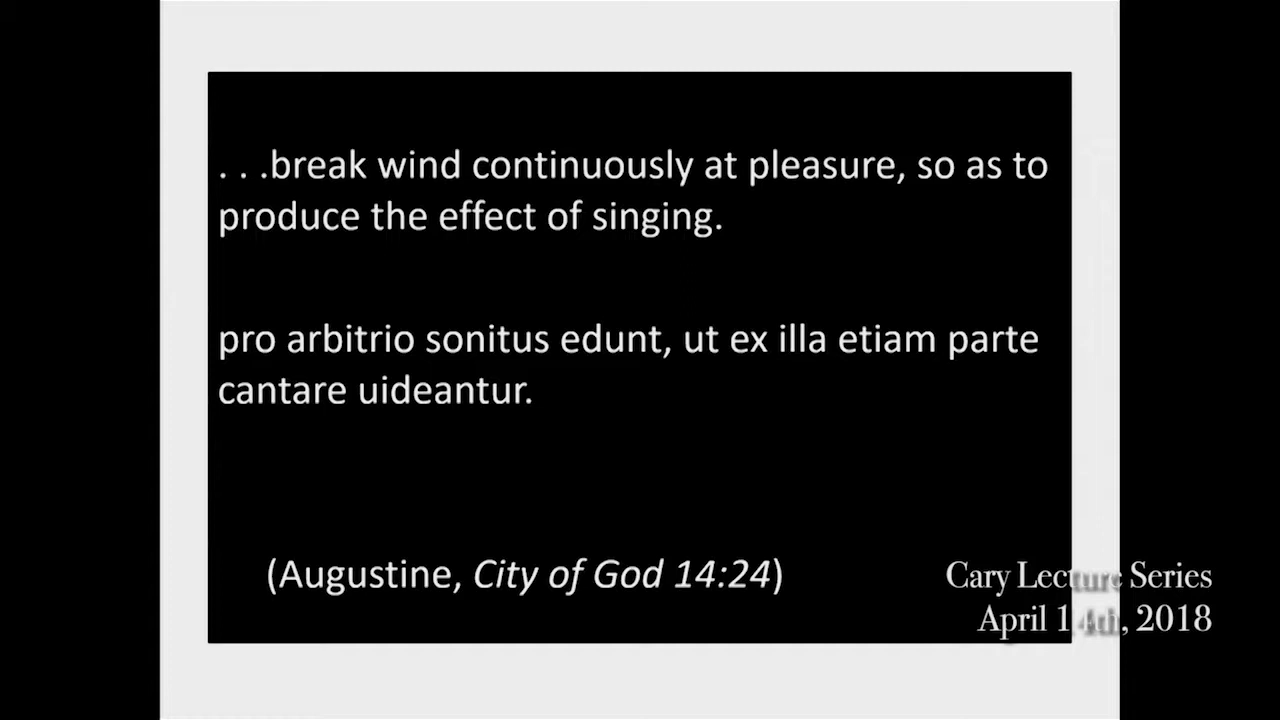 . . .break wind continuously at pleasure, so as to
produce the effect of singing.
pro arbitrio sonitus edunt, ut ex illa etiam parte
cantare uideantur.
(Augustine, City of God 14:24)
Cary Lecture Series
April 14th, 2018